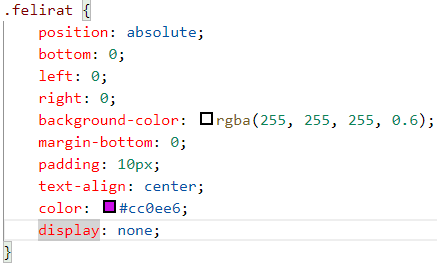 .felirat {
position: absolute;
bottom: 0;
left: 0;
right: 0;
background-color: rgba(255, 255, 255, 0.6);
margin-bottom: 0;
padding: 10px;
text-align: center;
color: #cc0ee6;
display: none;
}